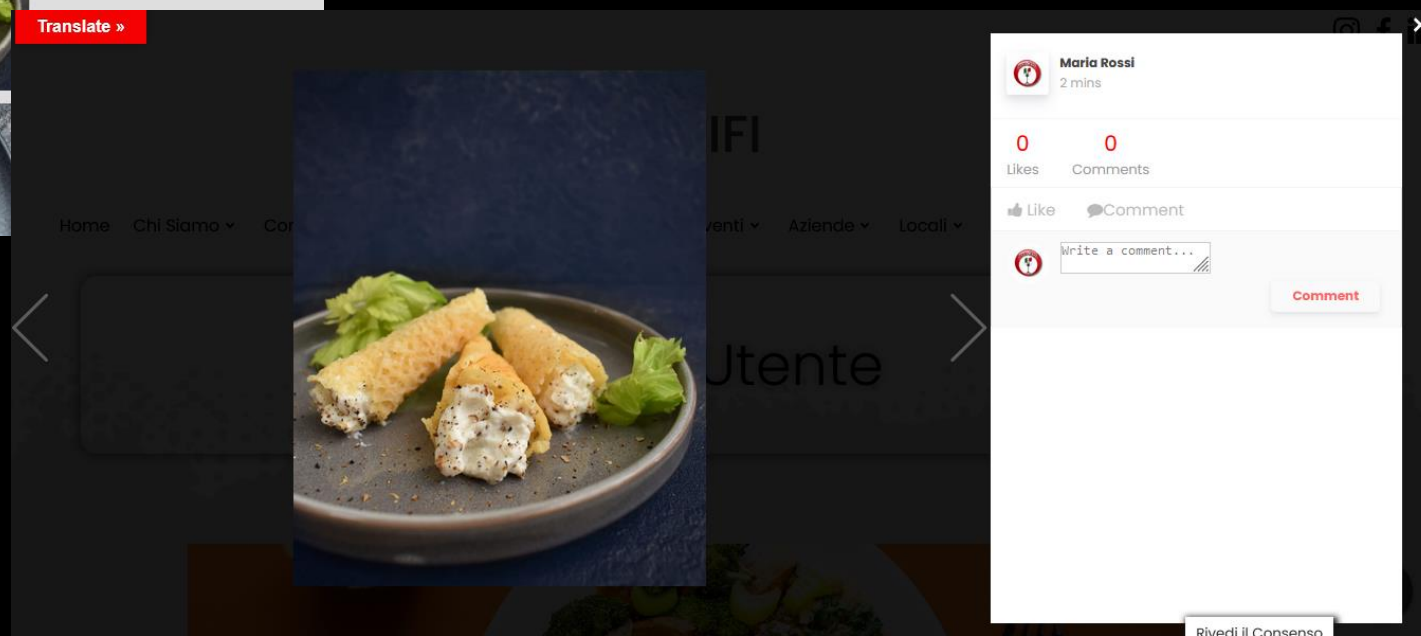 Translate »
Maria Rossi
2 mins
IFI
0 0
Likes Comments
Like Comment
Home Chi Siamo Con venti Aziende Locali
Write a comment...
Comment
Utente
Rivedi il Consenso